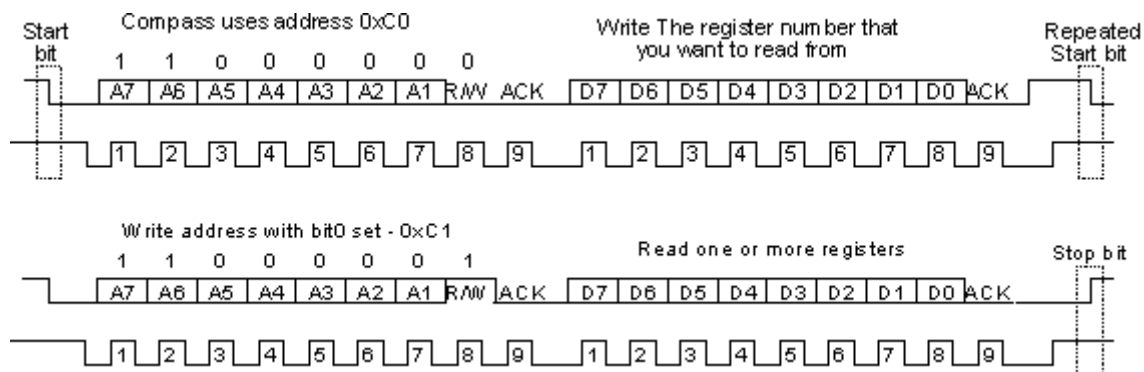 Compass uses address 0xC0
Write The register number that
you want to read from
Start
bit
Repeated
Start bit
1 1 0 0 0 0 0 0
A7 A6 A5 A4 A3 A2 A1 R/W ACK D7 D6 D5 D4 D3 D2 D1 D0 ACK
1 2 3 4 5 6 7 8 9 1 2 3 4 5 6 7 8 9
Write address with bit0 set - 0xC1
Read one or more registers
Stop bit
1 1 0 0 0 0 0 1
A7 A6 A5 A4 A3 A2 A1 R/W ACK D7 D6 D5 D4 D3 D2 D1 D0 ACK
1 2 3 4 5 6 7 8 9 1 2 3 4 5 6 7 8 9